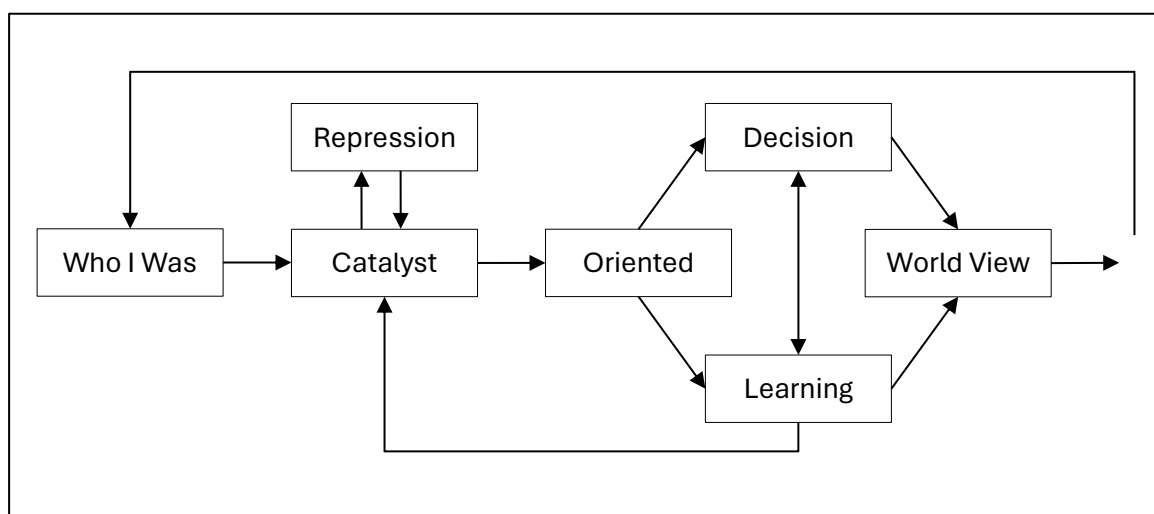 Repression
Decision
Who I Was
Catalyst
Oriented
World View
Learning